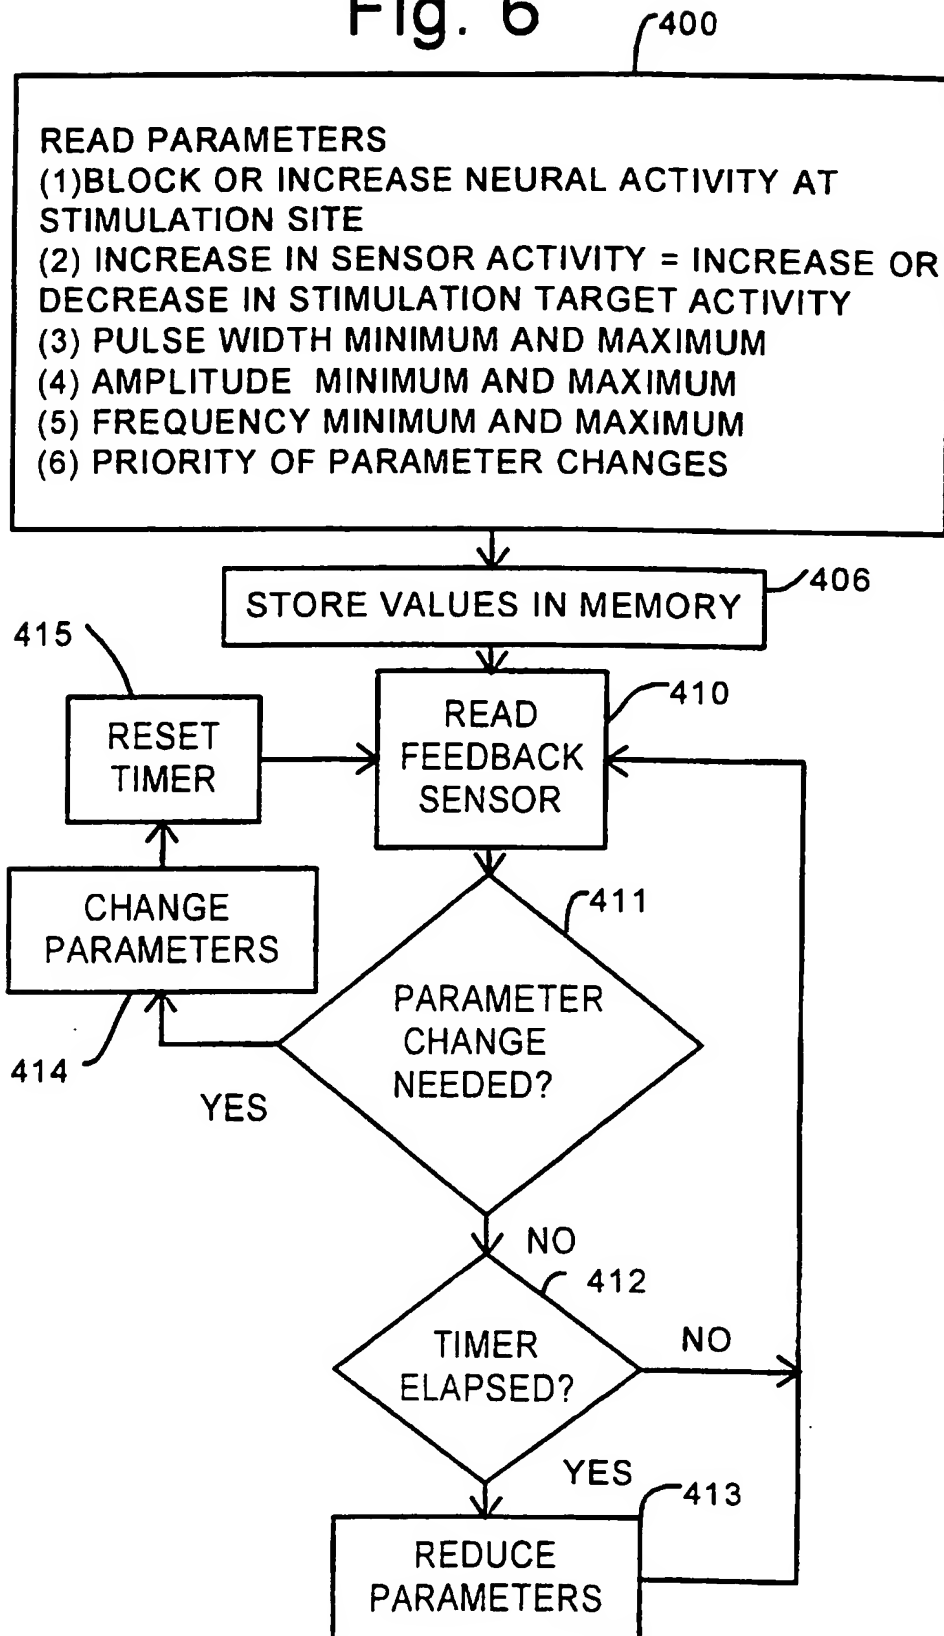 Fig. 6
400
READ PARAMETERS
(1)BLOCK OR INCREASE NEURAL ACTIVITY AT
STIMULATION SITE
(2) INCREASE IN SENSOR ACTIVITY = INCREASE OR
DECREASE IN STIMULATION TARGET ACTIVITY
(3) PULSE WIDTH MINIMUM AND MAXIMUM
(4) AMPLITUDE MINIMUM AND MAXIMUM
(5) FREQUENCY MINIMUM AND MAXIMUM
(6) PRIORITY OF PARAMETER CHANGES
406
STORE VALUES IN MEMORY
415
410
READ
FEEDBACK
SENSOR
RESET
TIMER
411
CHANGE
PARAMETERS
414
PARAMETER
CHANGE
NEEDED?
YES
NO
412
TIMER
ELAPSED?
NO
YES
413
REDUCE
PARAMETERS